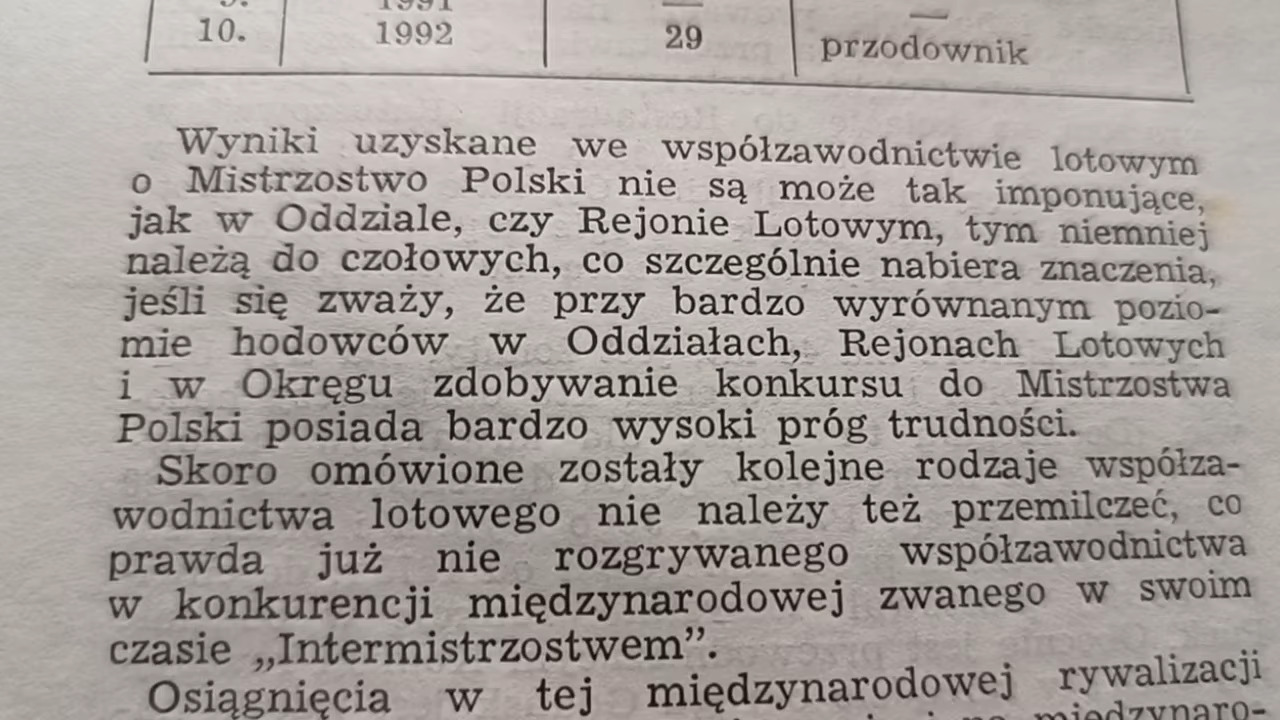 1991 —
10. 1992 29 przodownik
Wyniki uzyskane we współzawodnictwie lotowym
o Mistrzostwo Polski nie są może tak imponujące,
jak w Oddziale, czy Rejonie Lotowym, tym niemniej
należą do czołowych, co szczególnie nabiera znaczenia,
jeśli się zważy, że przy bardzo wyrównanym pozio-
mie hodowców w Oddziałach, Rejonach Lotowych
i w Okręgu zdobywanie konkursu do Mistrzostwa
Polski posiada bardzo wysoki próg trudności.
Skoro omówione zostały kolejne rodzaje współza-
wodnictwa lotowego nie należy też przemilczeć, co
prawda już nie rozgrywanego współzawodnictwa
w konkurencji międzynarodowej zwanego w swoim
czasie „Intermistrzostwem”.
Osiągnięcia w tej międzynarodowej rywalizacji
międzynaro-